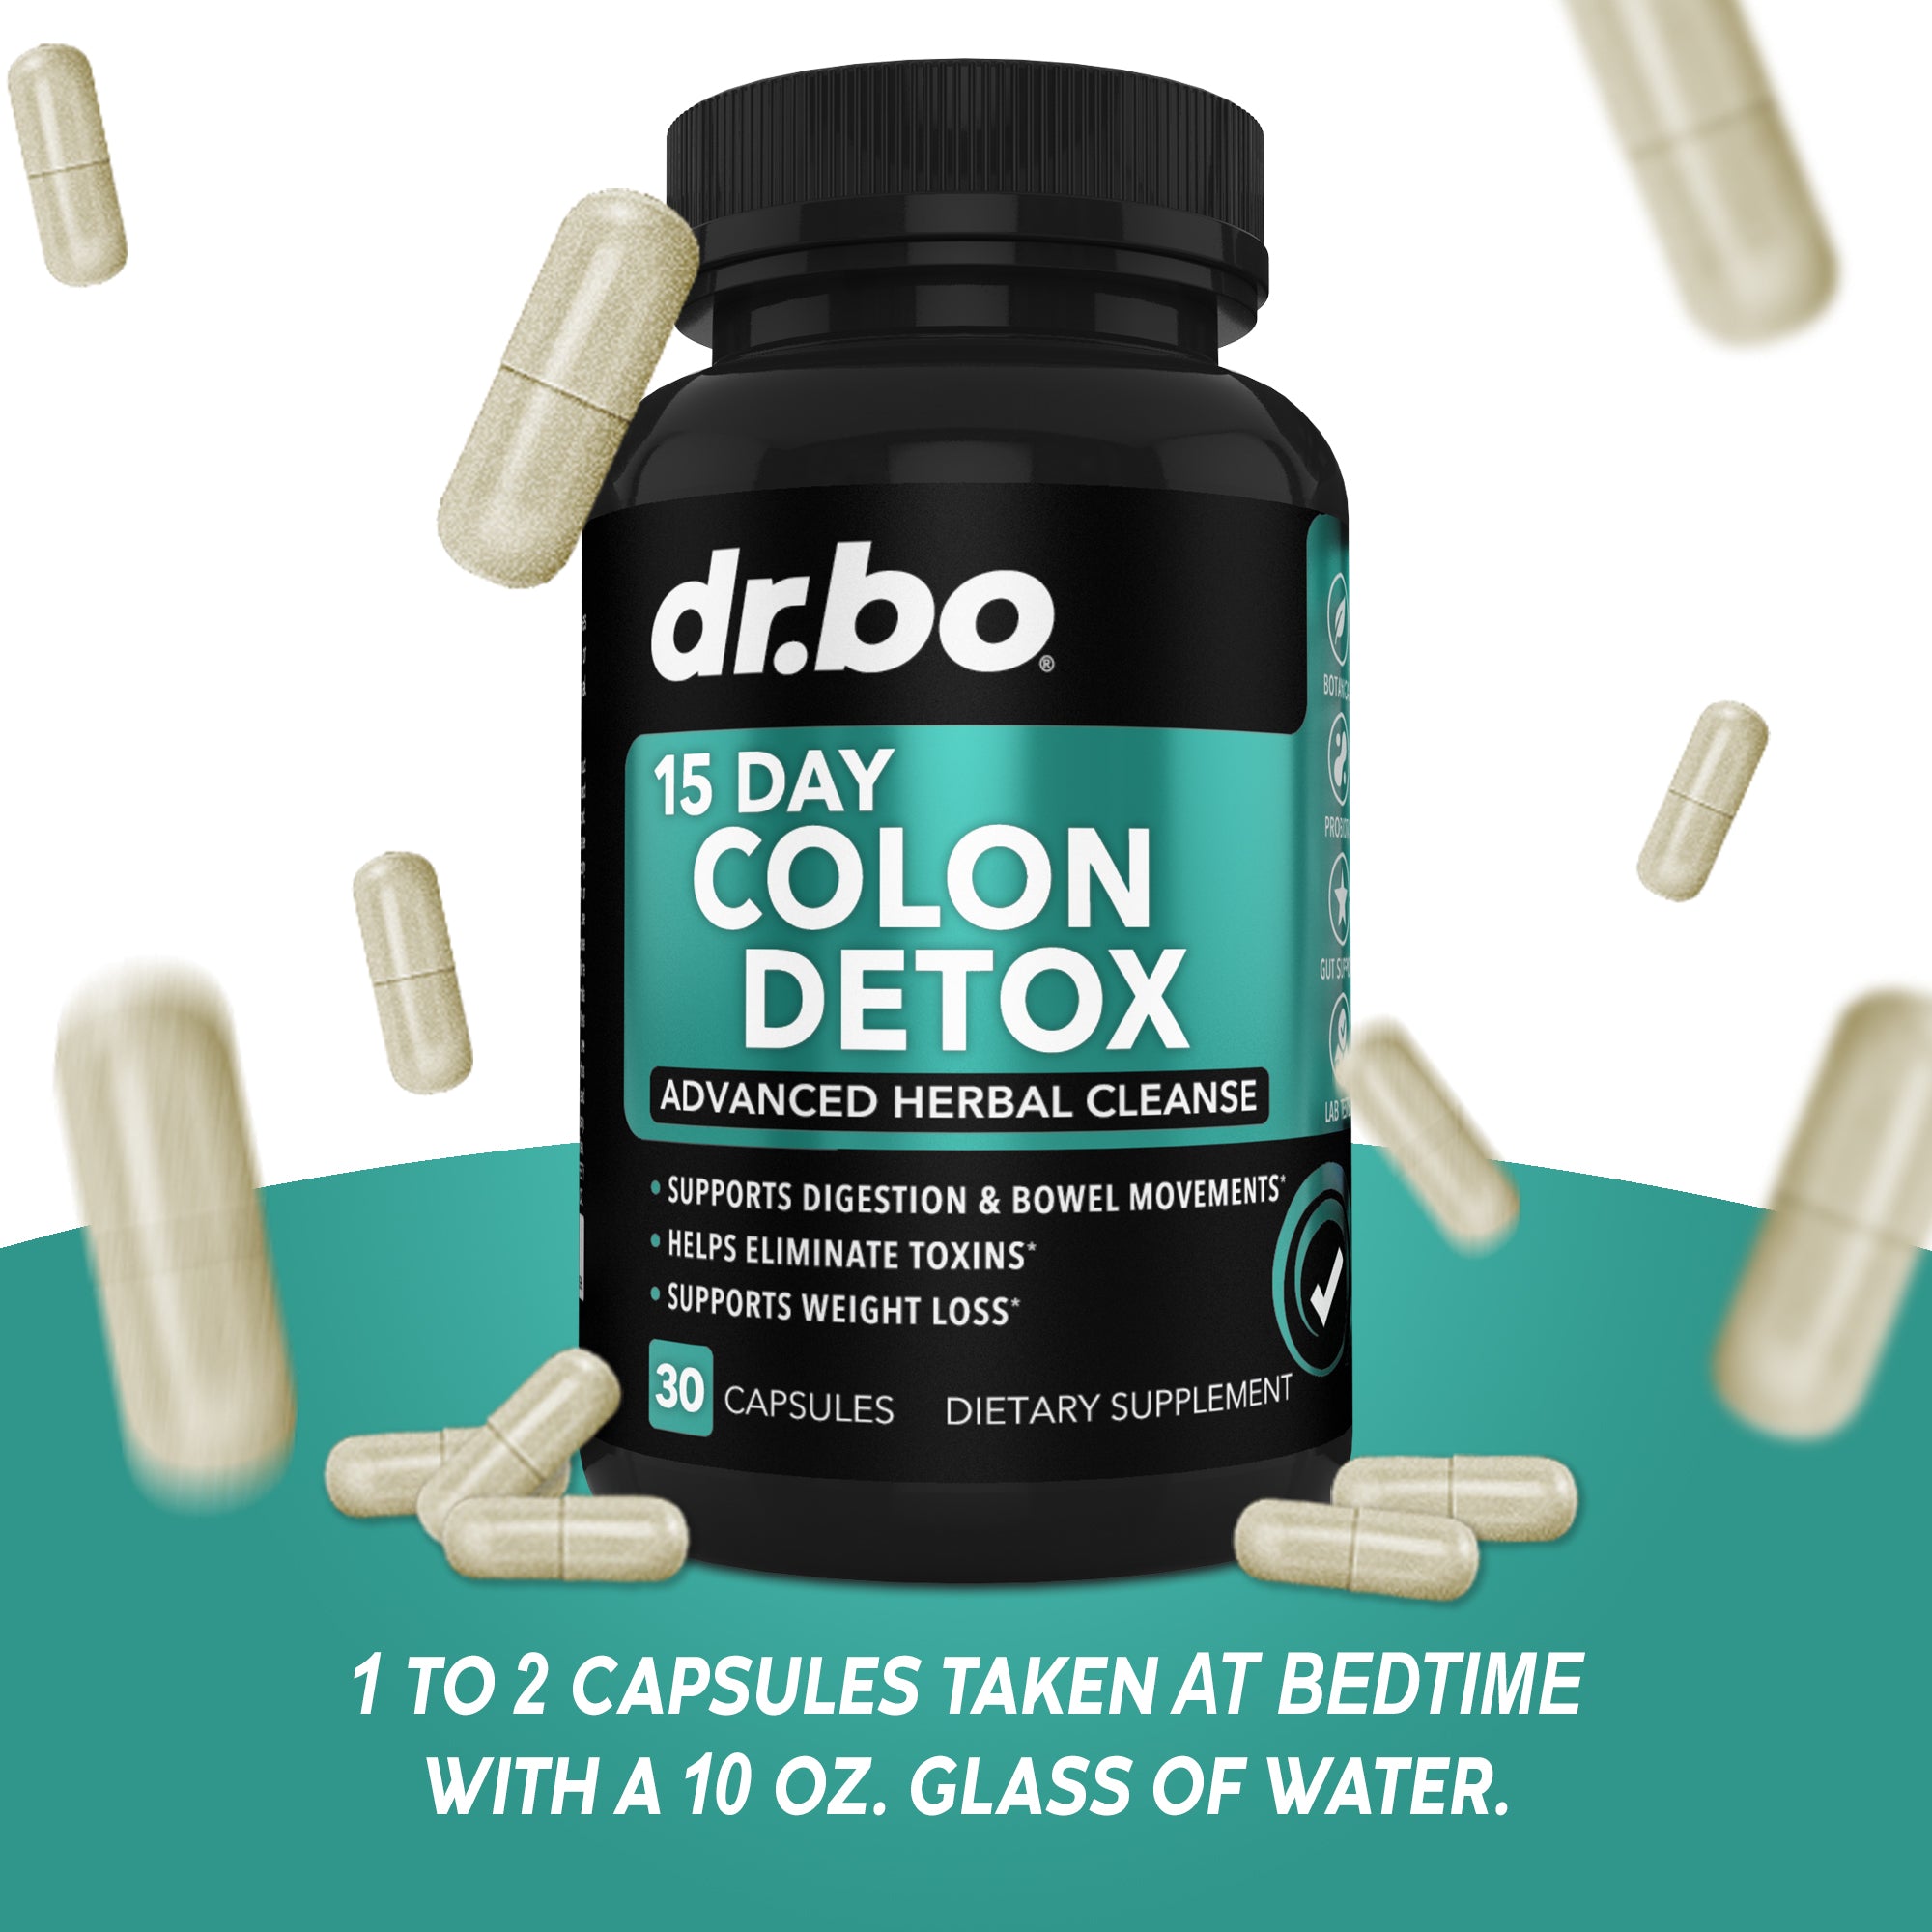 dr.bo®
15 DAY
COLON
DETOX
ADVANCED HERBAL CLEANSE
• SUPPORTS DIGESTION & BOWEL MOVEMENTS*
• HELPS ELIMINATE TOXINS*
• SUPPORTS WEIGHT LOSS*
30 CAPSULES DIETARY SUPPLEMENT
LAB
1 TO 2 CAPSULES TAKEN AT BEDTIME
WITH A 10 OZ. GLASS OF WATER.